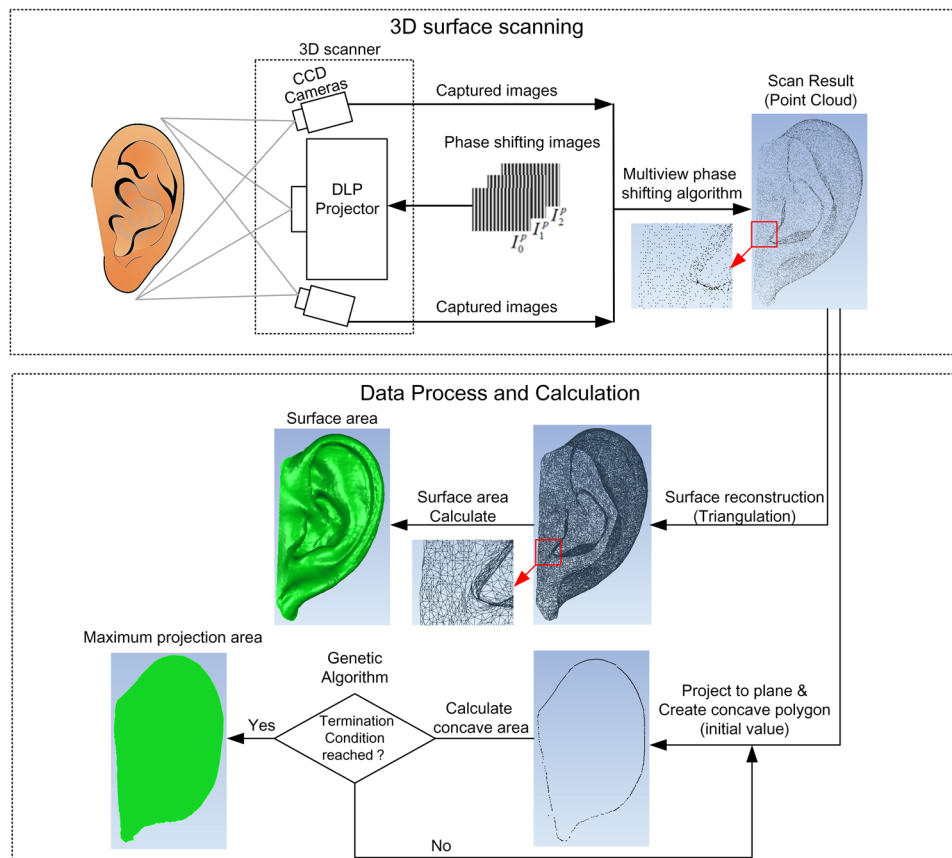 3D surface scanning
3D scanner
CCD
Cameras
Captured images
Phase shifting images
DLP
Projector
I_0^p
I_1^p
I_2^p
Captured images
Multiview phase
shifting algorithm
Scan Result
(Point Cloud)
Data Process and Calculation
Surface area
Surface area
Calculate
Surface reconstruction
(Triangulation)
Maximum projection area
Yes
Genetic
Algorithm
Termination
Condition
reached ?
Calculate
concave area
Project to plane &
Create concave polygon
(initial value)
No